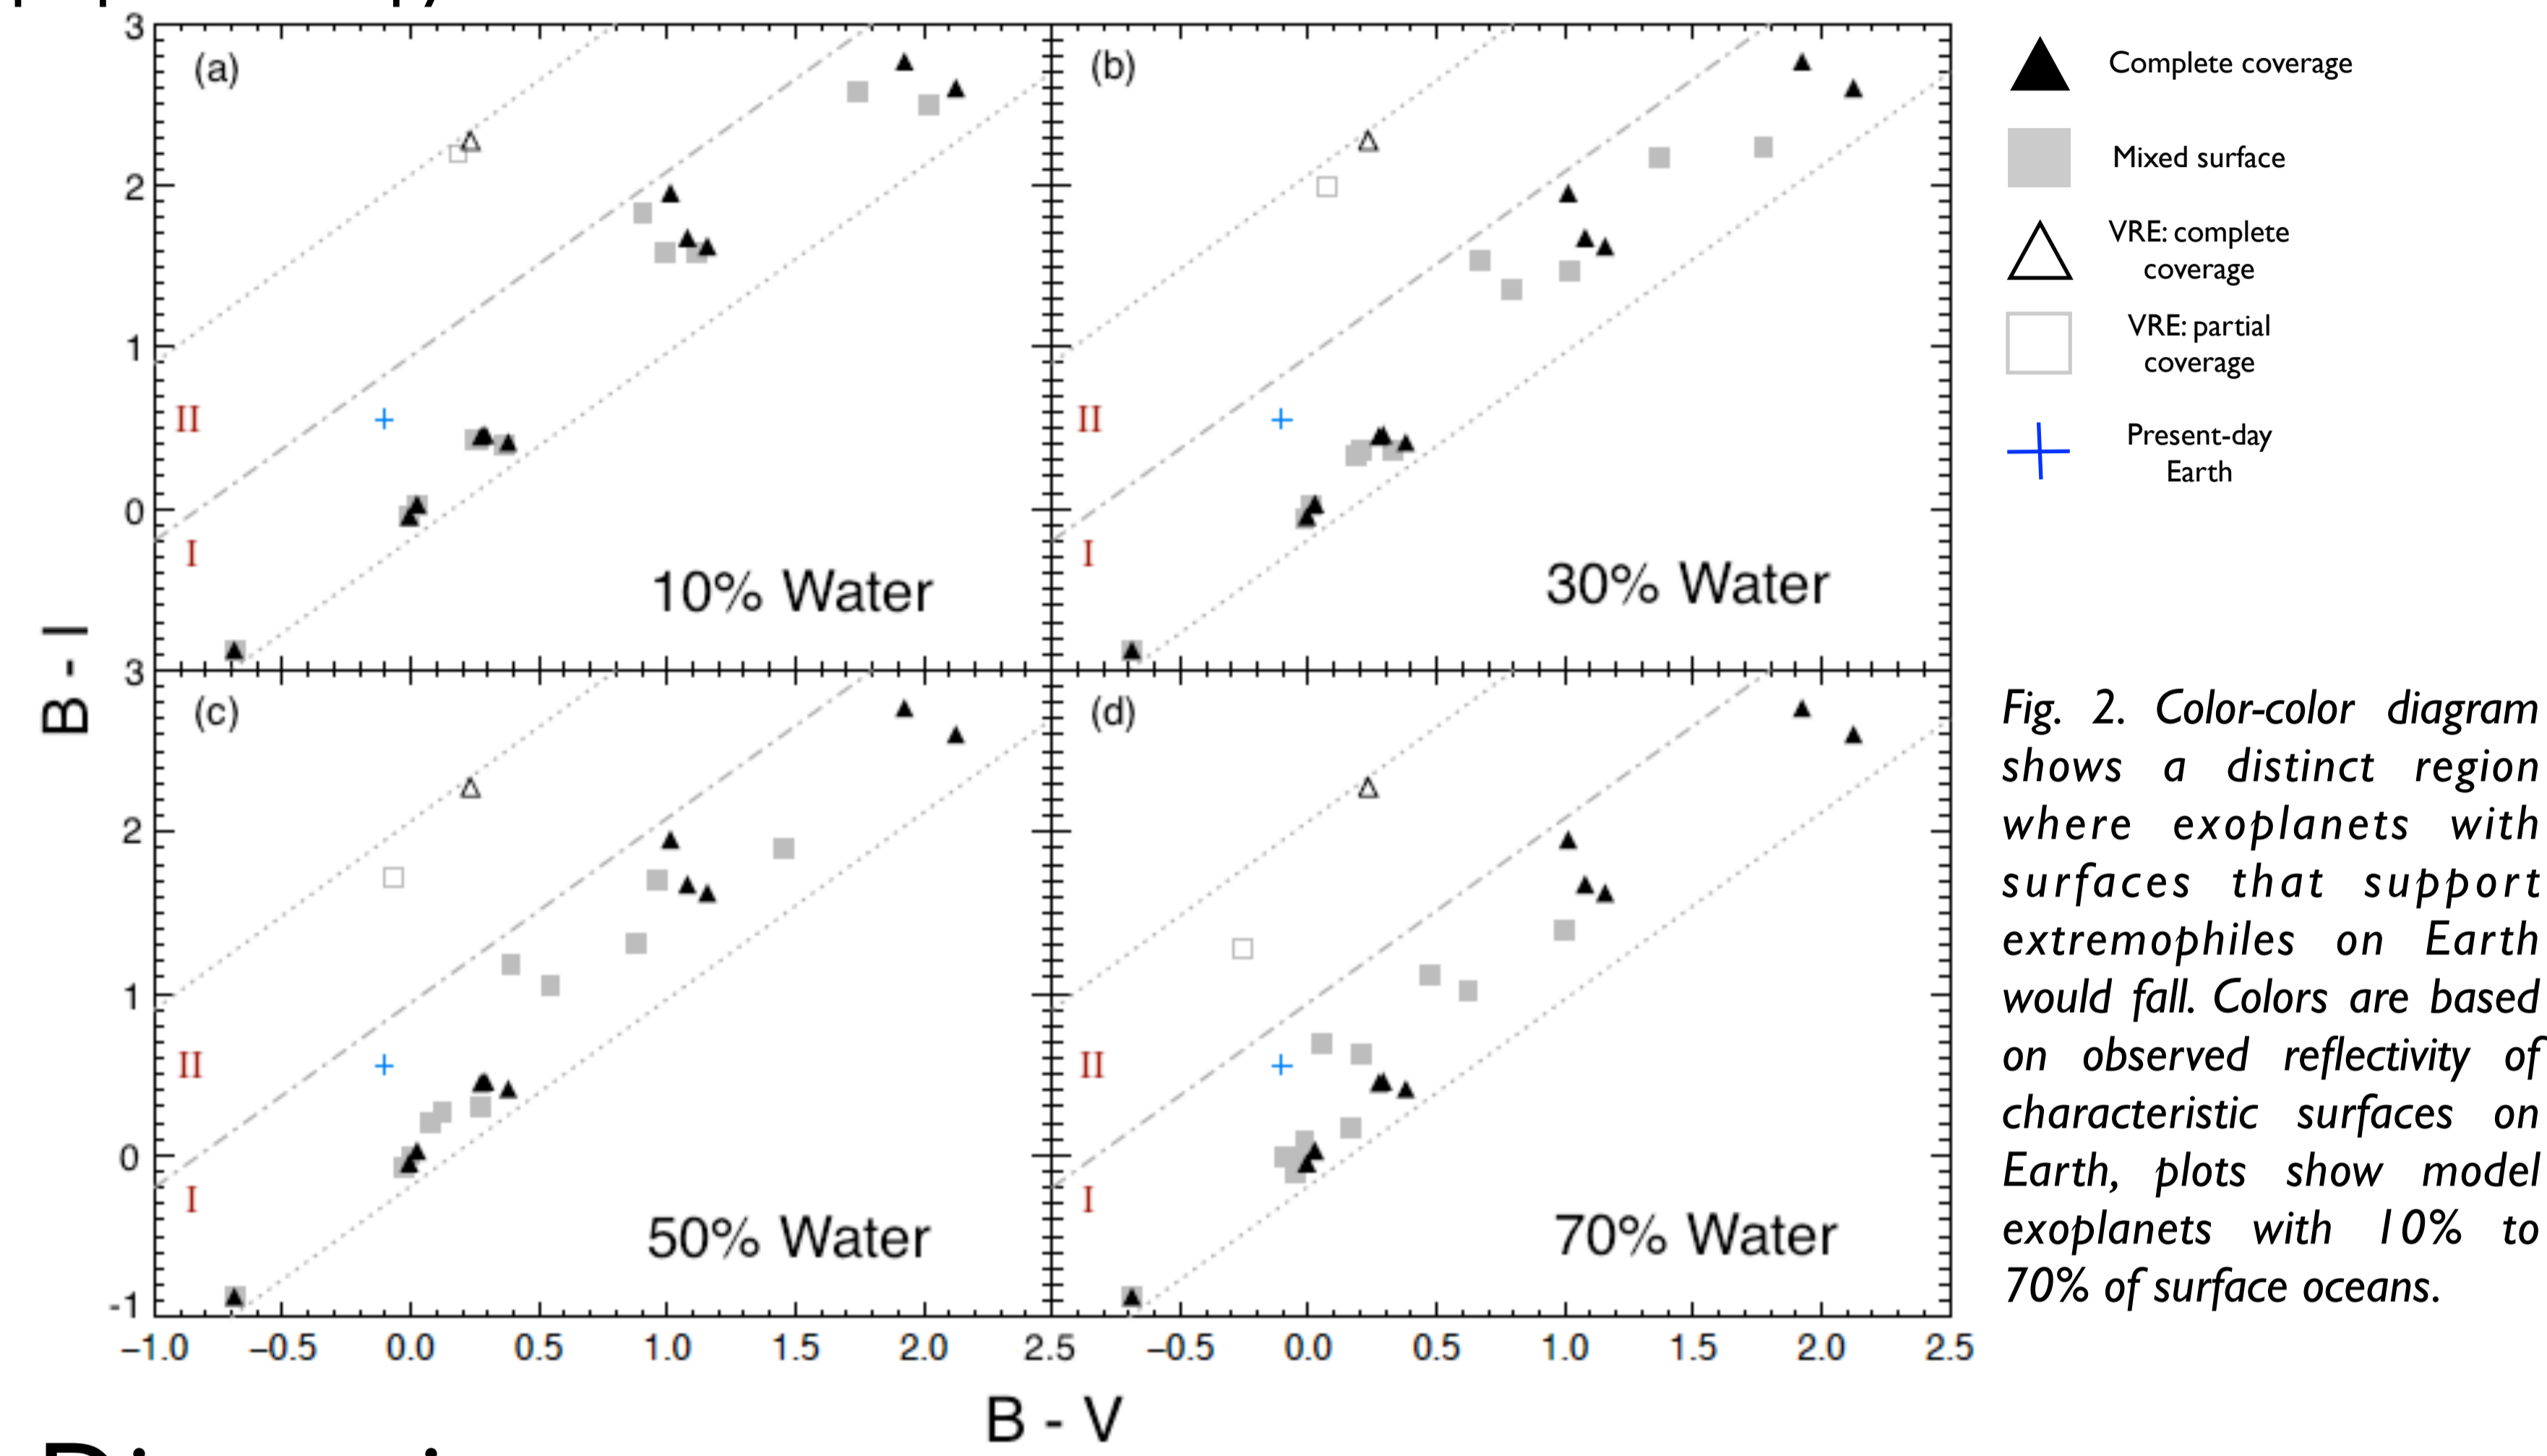 3
(a)
(b)
2
1
II
II
0
I
I
10% Water
30% Water
B - I
3
(c)
(d)
2
1
II
II
0
I
I
50% Water
70% Water
-1
−1.0 −0.5 0.0 0.5 1.0 1.5 2.0 2.5 −0.5 0.0 0.5 1.0 1.5 2.0 2.5
B - V
Complete coverage
Mixed surface
VRE: complete
coverage
VRE: partial
coverage
Present-day
Earth
Fig. 2. Color-color diagram
shows a distinct region
where exoplanets with
surfaces that support
extremophiles on Earth
would fall. Colors are based
on observed reflectivity of
characteristic surfaces on
Earth, plots show model
exoplanets with 10% to
70% of surface oceans.